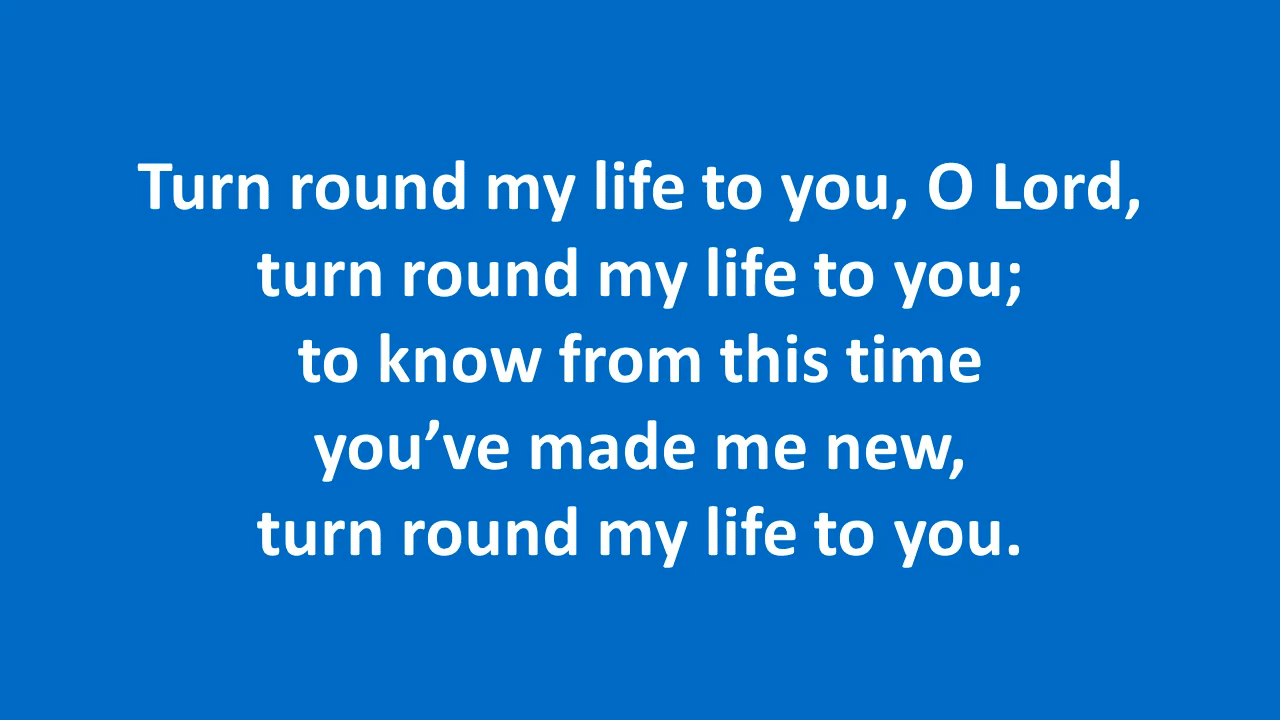 Turn round my life to you, O Lord,
turn round my life to you;
to know from this time
you’ve made me new,
turn round my life to you.